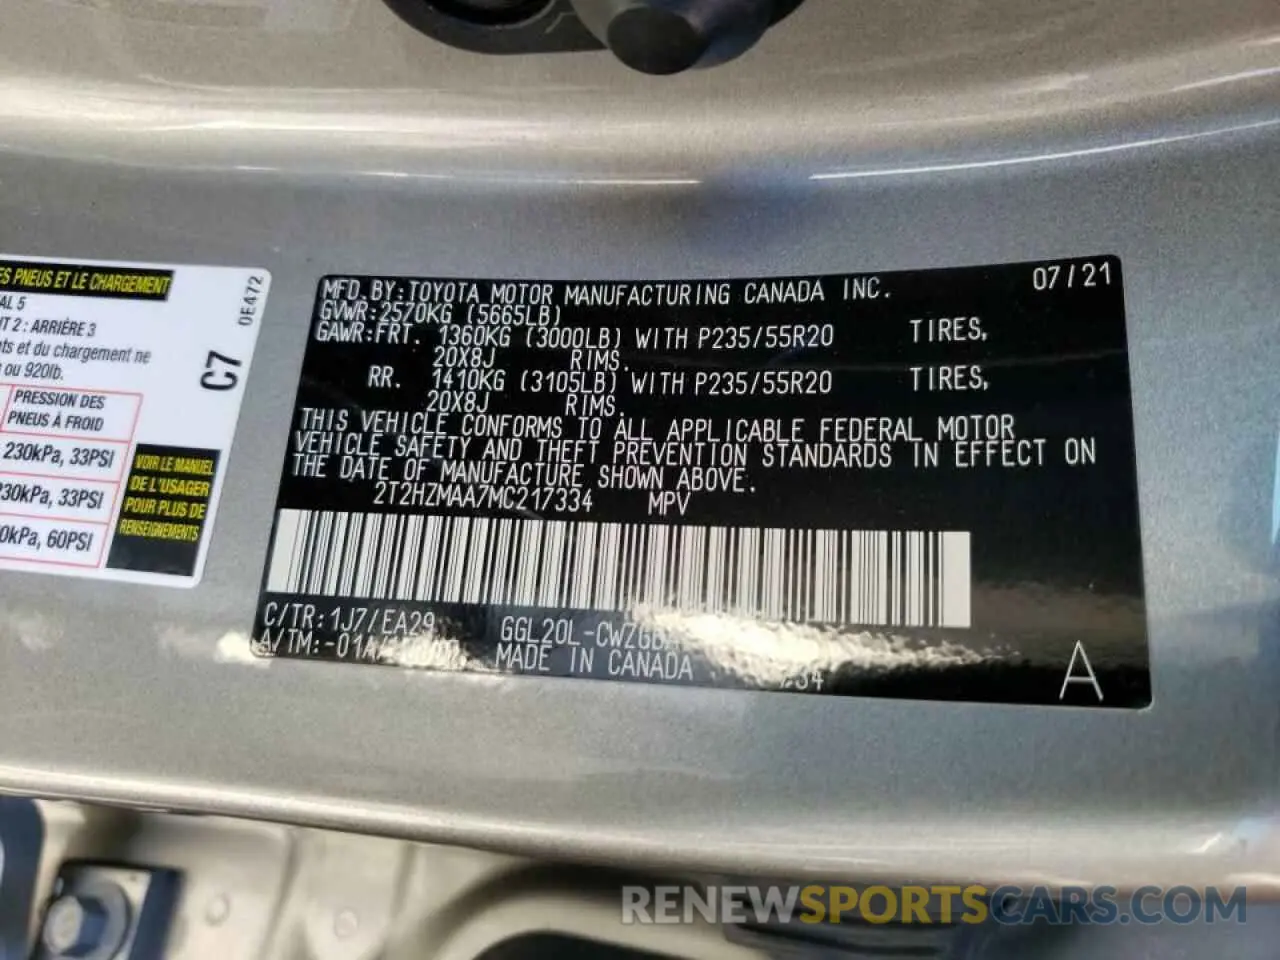 ES PNEUS ET LE CHARGEMENT
AL 5
T 2 : ARRIÈRE 3
nts et du chargement ne
ou 920lb.
PRESSION DES
PNEUS À FROID
230kPa, 33PSI
230kPa, 33PSI
0kPa, 60PSI
VOIR LE MANUEL
DE L'USAGER
POUR PLUS DE
RENSEIGNEMENTS
0E472
C7
MFD.BY:TOYOTA MOTOR MANUFACTURING CANADA INC. 07/21
GVWR:2570KG (5665LB)
GAWR:FRT. 1360KG (3000LB) WITH P235/55R20 TIRES,
20X8J RIMS.
RR. 1410KG (3105LB) WITH P235/55R20 TIRES,
20X8J RIMS.
THIS VEHICLE CONFORMS TO ALL APPLICABLE FEDERAL MOTOR
VEHICLE SAFETY AND THEFT PREVENTION STANDARDS IN EFFECT ON
THE DATE OF MANUFACTURE SHOWN ABOVE.
2T2HZMAA7MC217334 MPV
C/TR:1J7/EA29 GGL20L-CWZGB
A/TM: MADE IN CANADA A
RENEWSPORTSCARS.COM